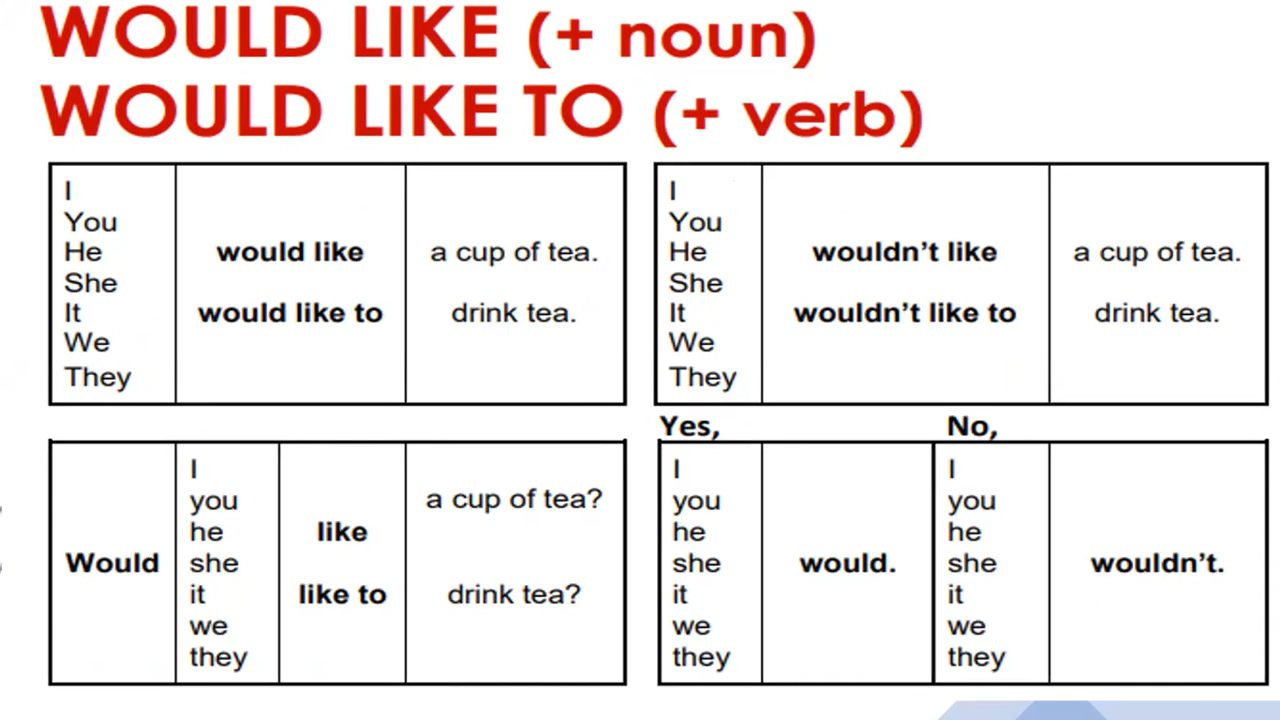 WOULD LIKE (+ noun)
WOULD LIKE TO (+ verb)
I
You
He
She
It
We
They
would like
would like to
a cup of tea.
drink tea.
I
You
He
She
It
We
They
wouldn't like
wouldn't like to
a cup of tea.
drink tea.
Would
I
you
he
she
it
we
they
like
like to
a cup of tea?
drink tea?
Yes,
I
you
he
she
it
we
they
would.
No,
I
you
he
she
it
we
they
wouldn't.